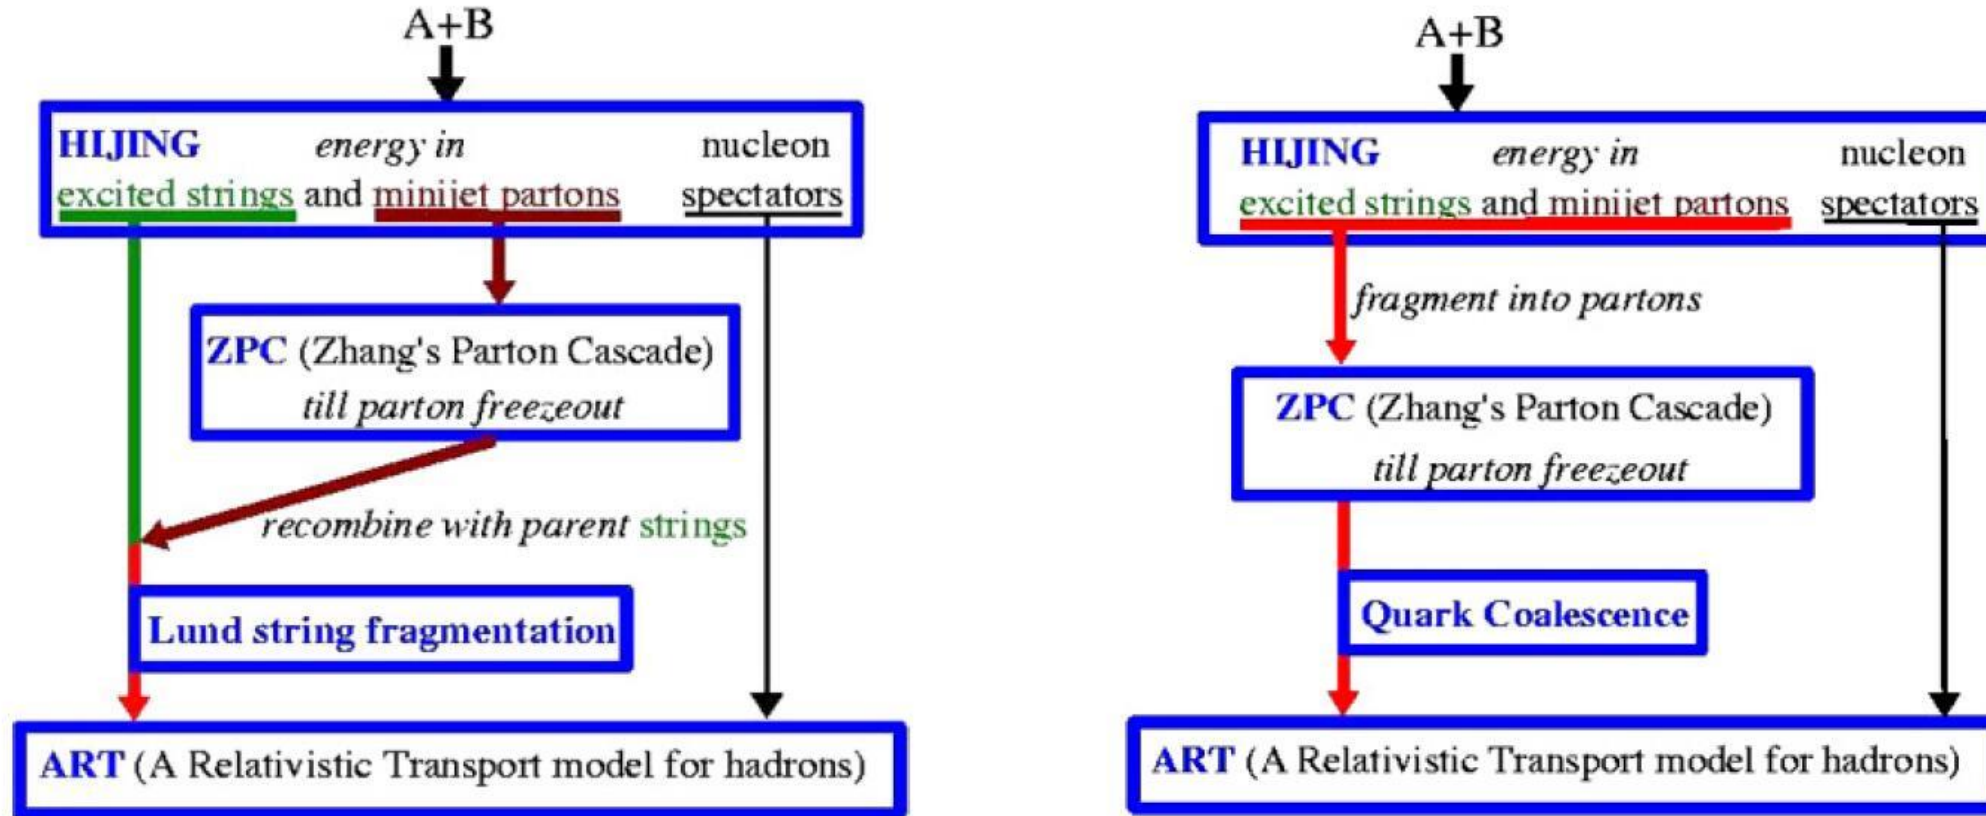 A+B
HIJING energy in nucleon
excited strings and minijet partons spectators
ZPC (Zhang's Parton Cascade)
till parton freezeout
recombine with parent strings
Lund string fragmentation
ART (A Relativistic Transport model for hadrons)
A+B
HIJING energy in nucleon
excited strings and minijet partons spectators
fragment into partons
ZPC (Zhang's Parton Cascade)
till parton freezeout
Quark Coalescence
ART (A Relativistic Transport model for hadrons)